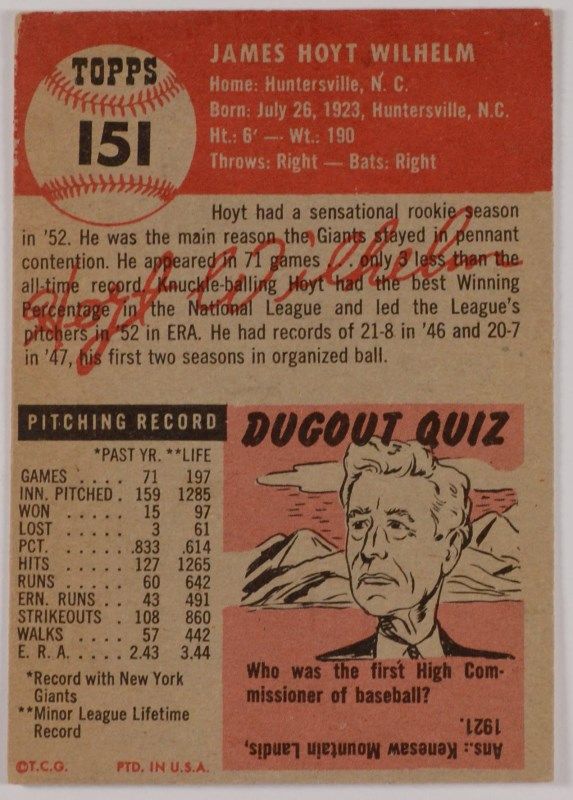 TOPPS
151
JAMES HOYT WILHELM
Home: Huntersville, N. C.
Born: July 26, 1923, Huntersville, N.C.
Ht.: 6' — Wt.: 190
Throws: Right — Bats: Right
Hoyt had a sensational rookie season
in '52. He was the main reason the Giants stayed in pennant
contention. He appeared in 71 games . . . only 3 less than the
all-time record. Knuckle-balling Hoyt had the best Winning
Percentage in the National League and led the League's
pitchers in '52 in ERA. He had records of 21-8 in '46 and 20-7
in '47, his first two seasons in organized ball.
Hoyt Wilhelm
PITCHING RECORD
*PAST YR. **LIFE
GAMES . . . . . 71 197
INN. PITCHED . 159 1285
WON . . . . . . 15 97
LOST . . . . . . 3 61
PCT. . . . . . .833 .614
HITS . . . . . . 127 1265
RUNS . . . . . 60 642
ERN. RUNS . . . 43 491
STRIKEOUTS . . 108 860
WALKS . . . . . 57 442
E. R. A. . . . . . 2.43 3.44
*Record with New York
Giants
**Minor League Lifetime
Record
©T.C.G. PTD. IN U.S.A.
DUGOUT QUIZ
Who was the first High Com-
missioner of baseball?
Ans.: Kenesaw Mountain Landis,
1921.